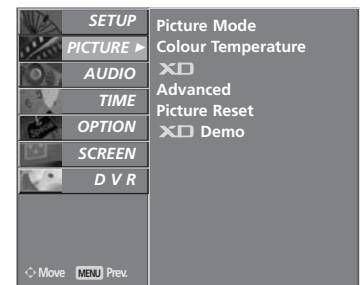 SETUP
PICTURE ►
AUDIO
TIME
OPTION
SCREEN
D V R
Picture Mode
Colour Temperature
XD
Advanced
Picture Reset
XD Demo
Move MENU Prev.